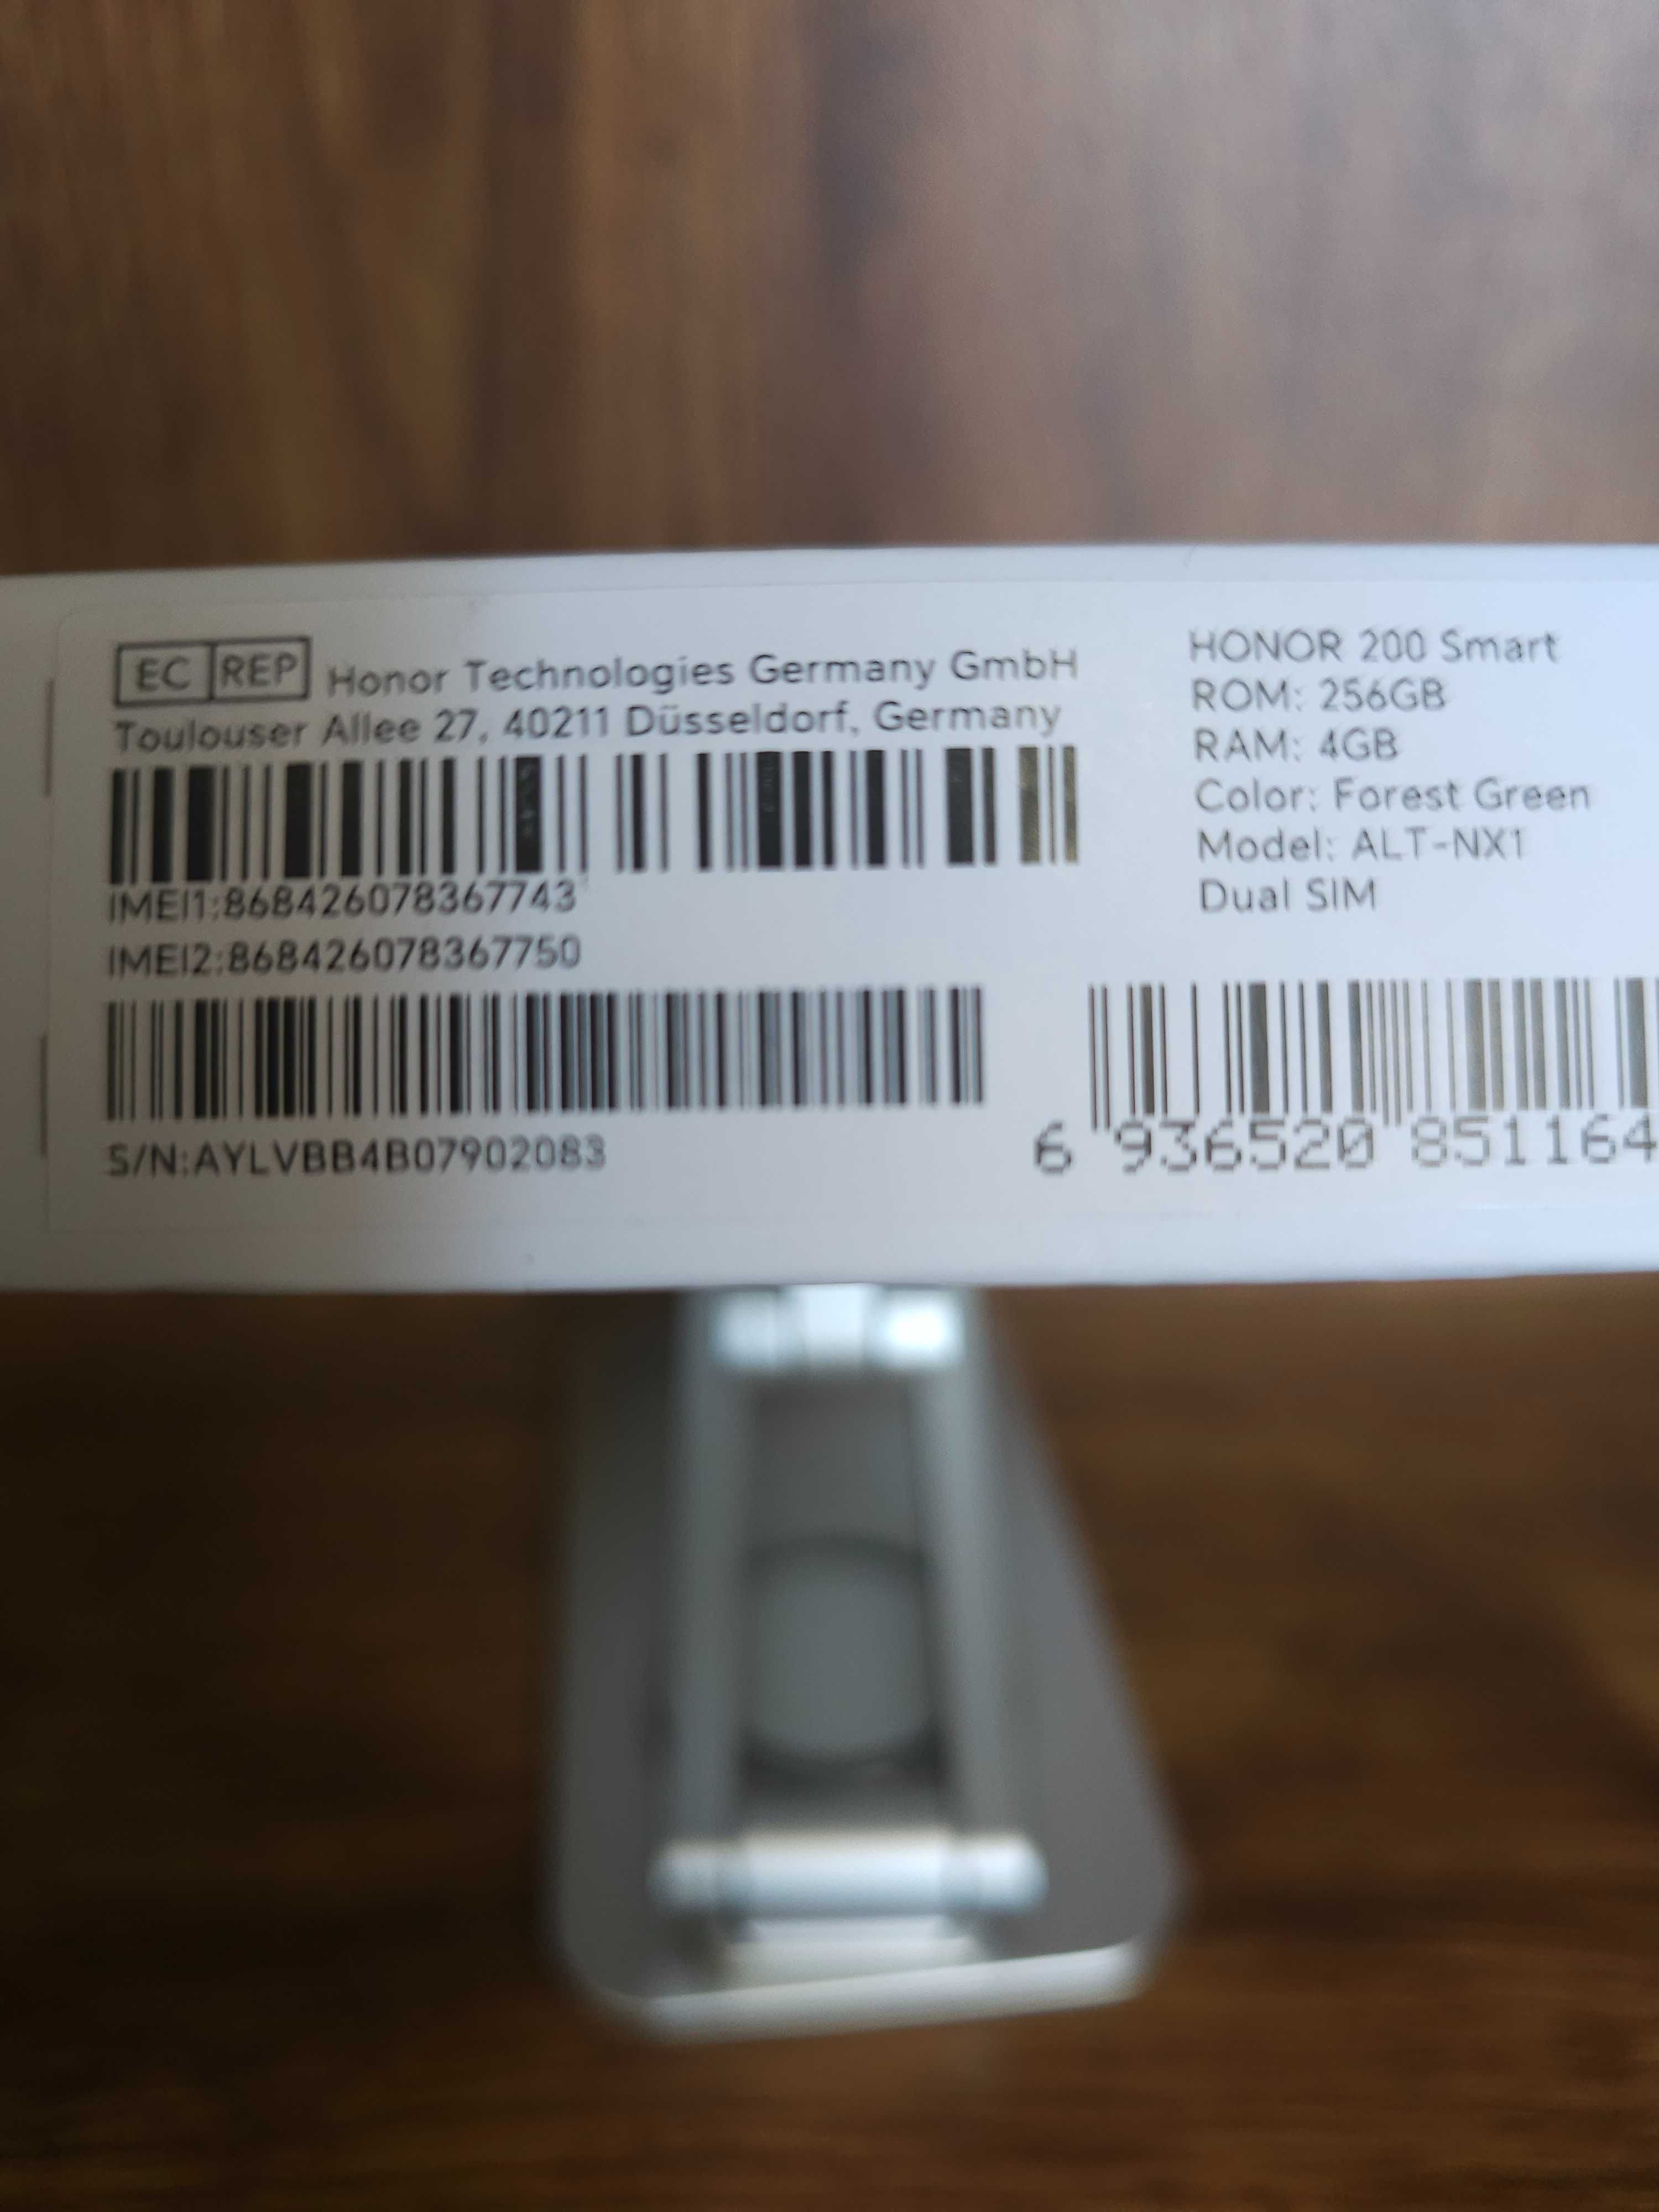 EC REP Honor Technologies Germany GmbH
Toulouser Allee 27, 40211 Düsseldorf, Germany
IMEI1:868426078367743
IMEI2:868426078367750
S/N:AYLVBB4B07902083
HONOR 200 Smart
ROM: 256GB
RAM: 4GB
Color: Forest Green
Model: ALT-NX1
Dual SIM
6 936520 851164